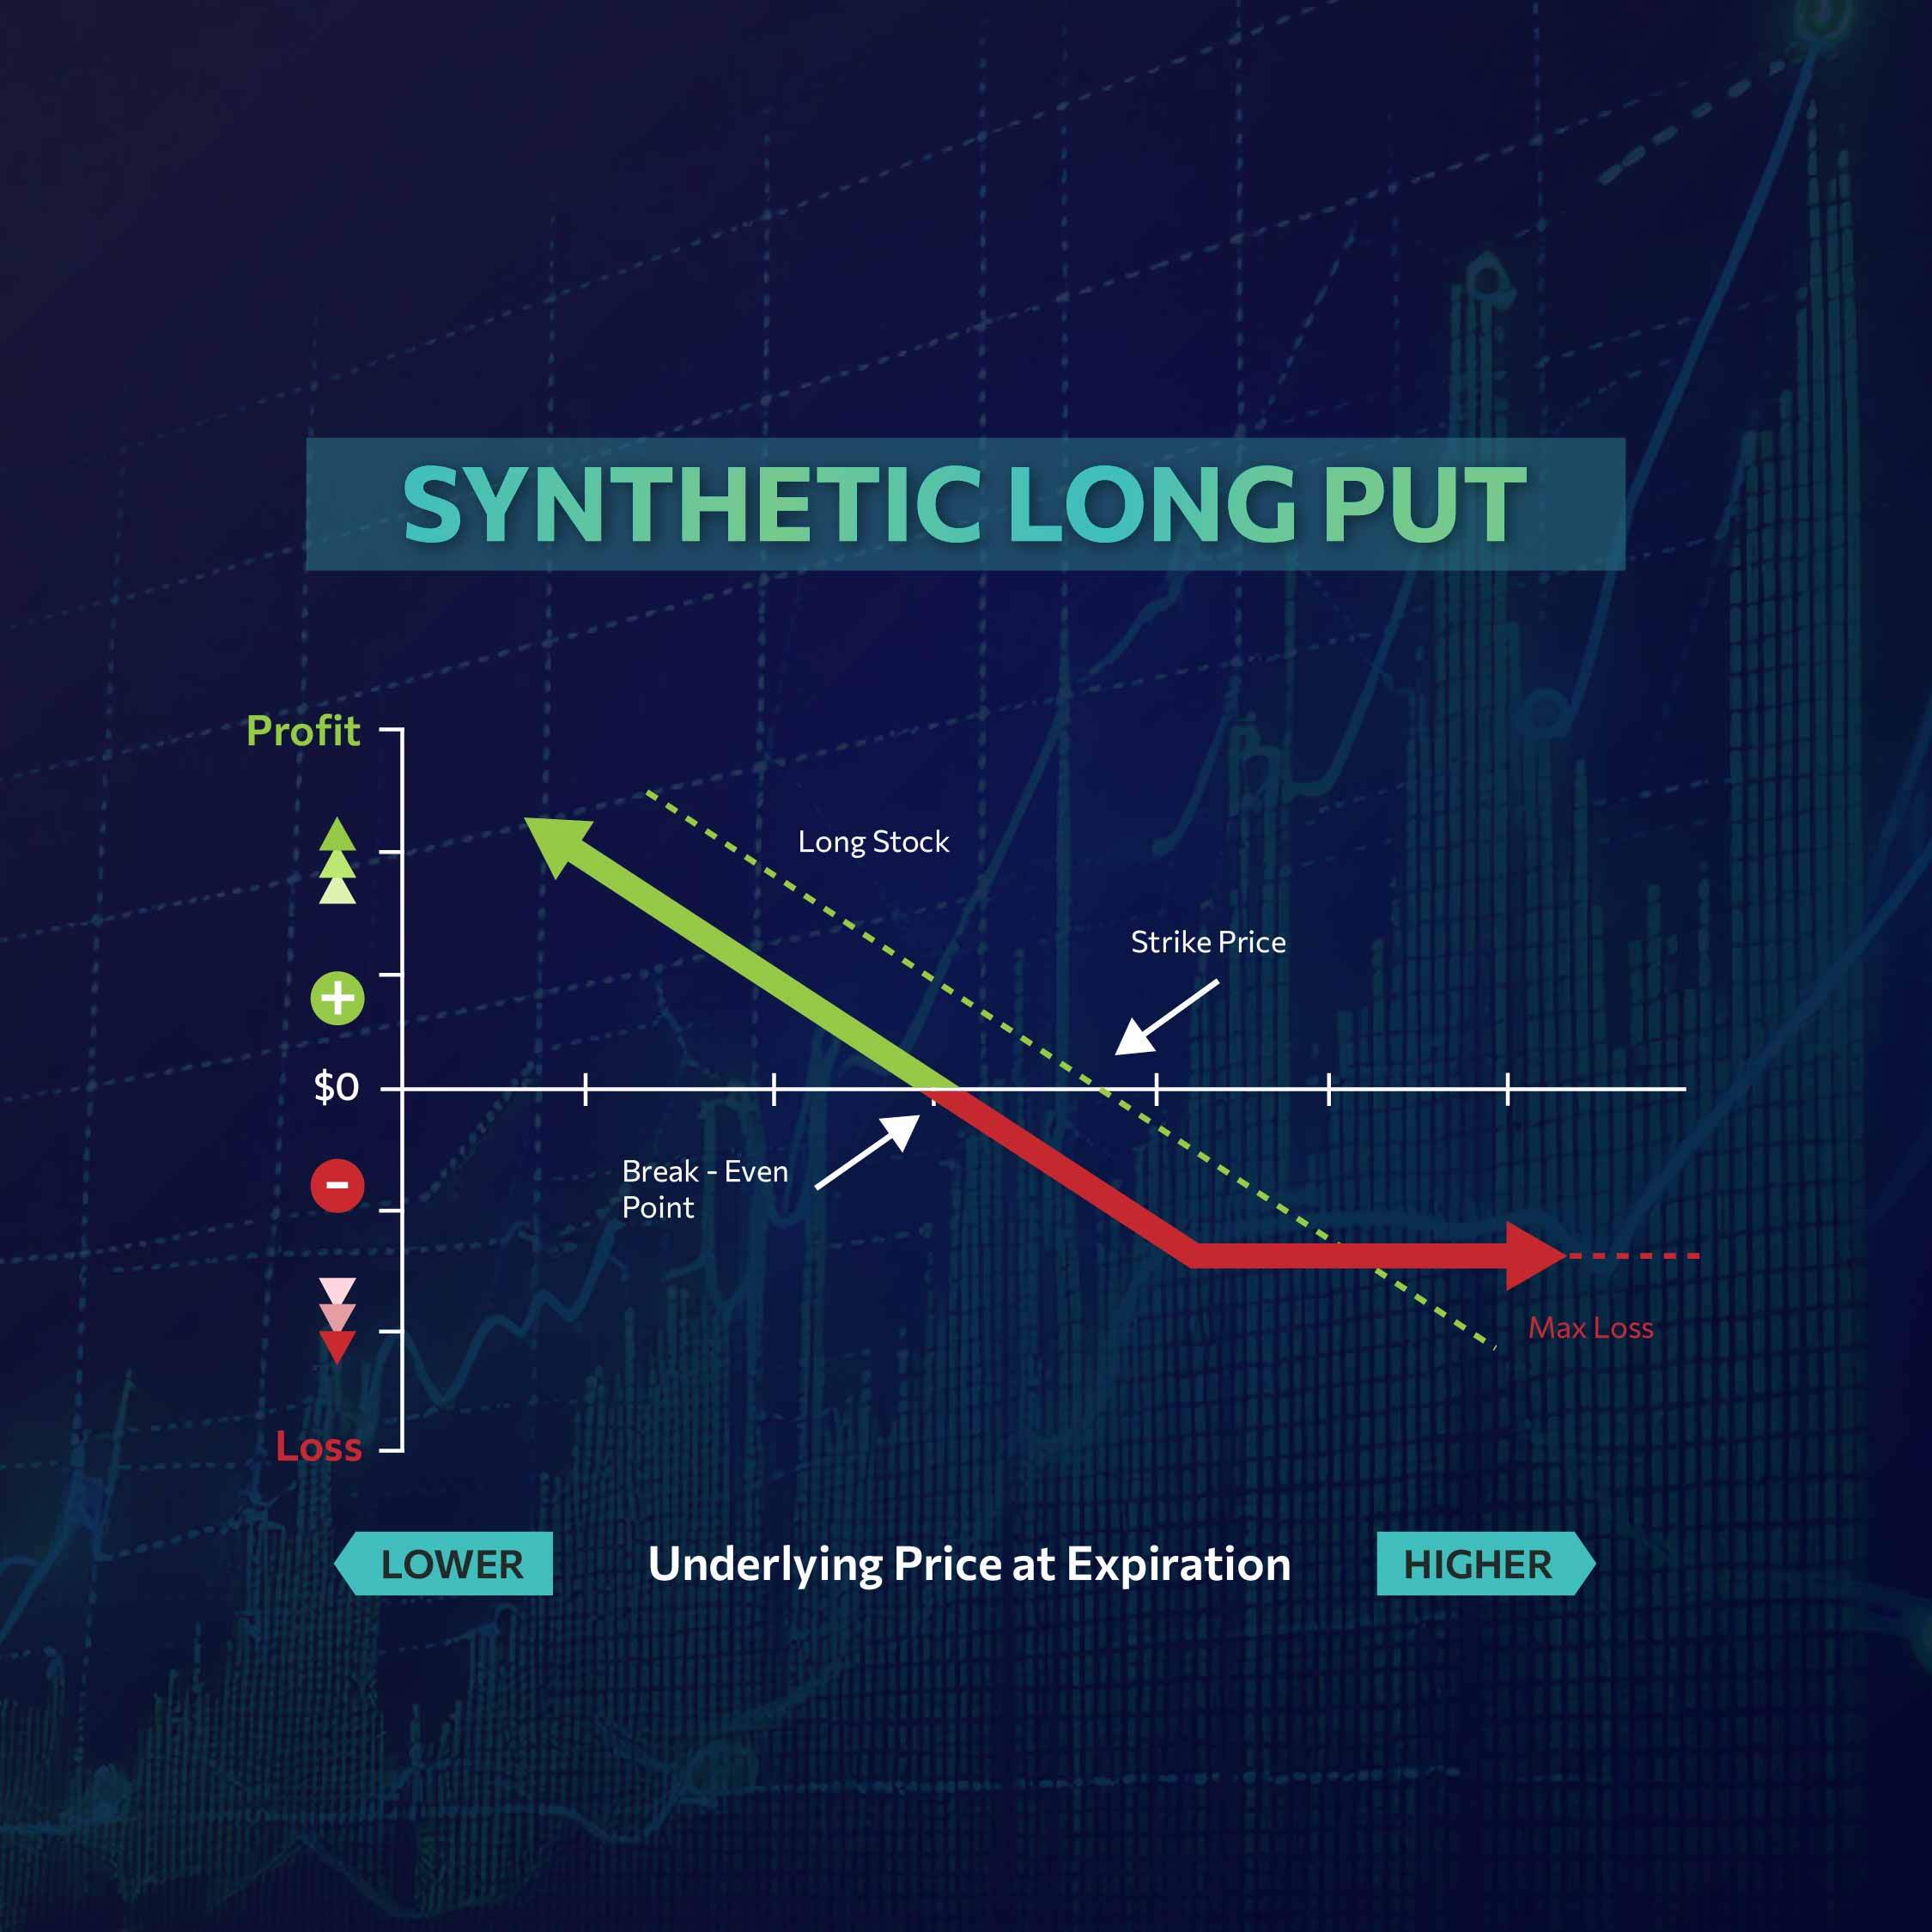 SYNTHETIC LONG PUT
Profit
Long Stock
Strike Price
$0
Break - Even
Point
Max Loss
Loss
LOWER
Underlying Price at Expiration
HIGHER